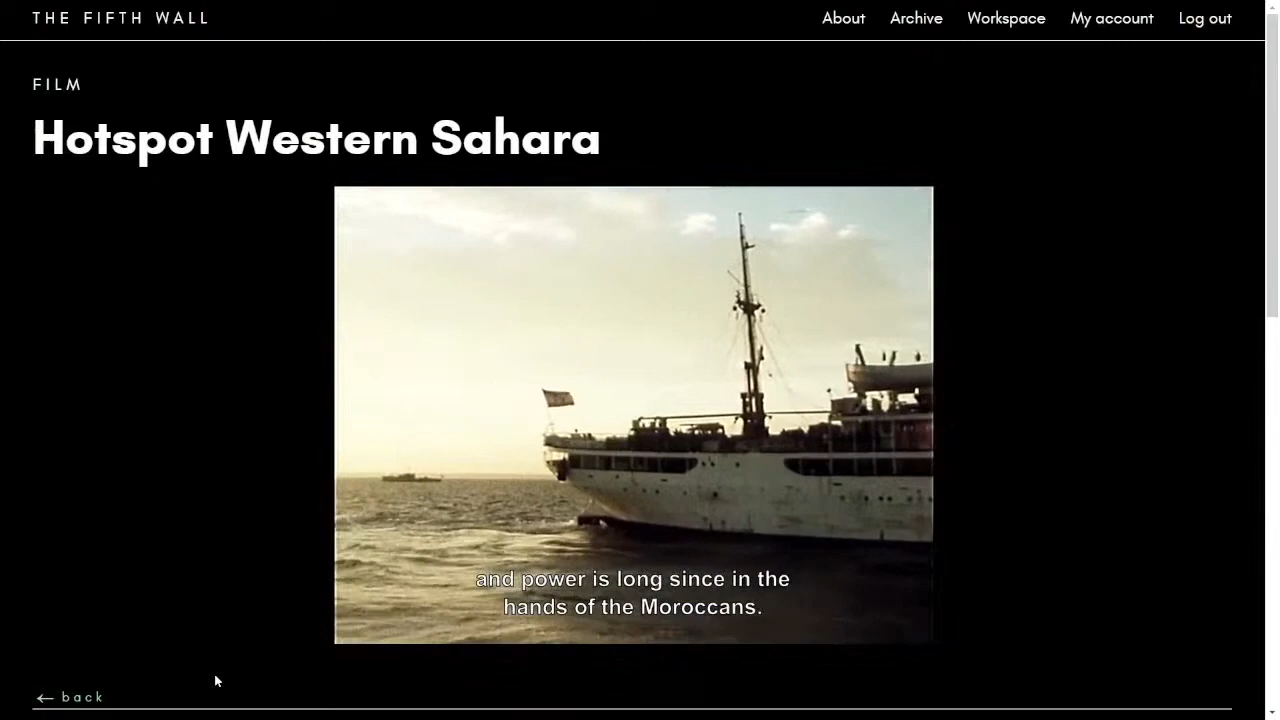 THE FIFTH WALL
About Archive Workspace My account Log out
FILM
Hotspot Western Sahara
and power is long since in the
hands of the Moroccans.
← back